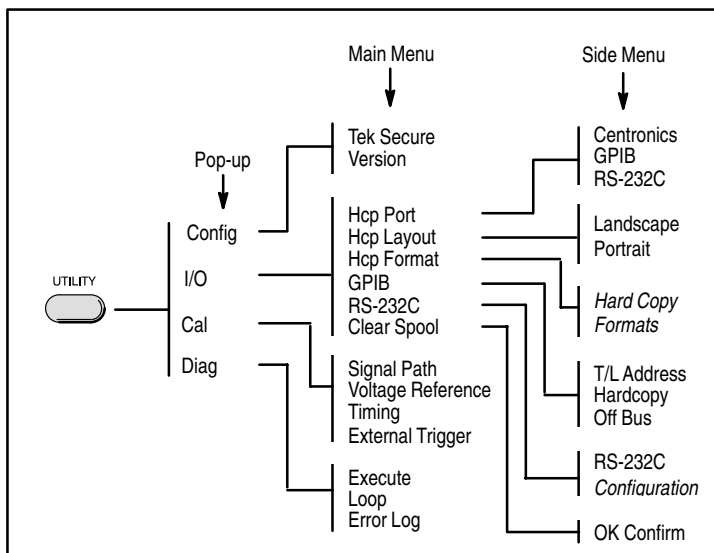 Main Menu
Side Menu
Pop-up
UTILITY
Config
I/O
Cal
Diag
Tek Secure
Version
Hcp Port
Hcp Layout
Hcp Format
GPIB
RS-232C
Clear Spool
Signal Path
Voltage Reference
Timing
External Trigger
Execute
Loop
Error Log
Centronics
GPIB
RS-232C
Landscape
Portrait
Hard Copy
Formats
T/L Address
Hardcopy
Off Bus
RS-232C
Configuration
OK Confirm